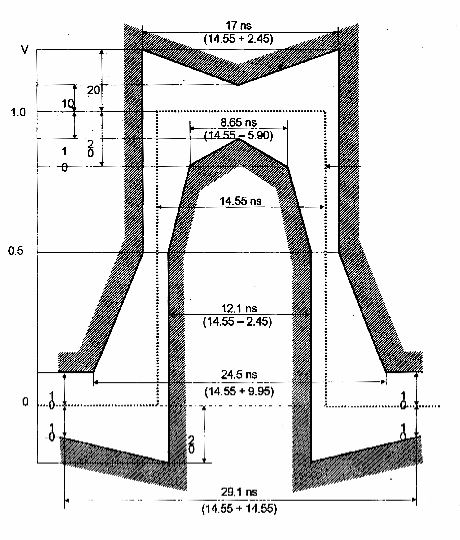 17 ns
(14.55 + 2.45)
V
20
10
1.0
8.65 ns
(14.55 – 5.90)
1
0
2
0
14.55 ns
0.5
12.1 ns
(14.55 – 2.45)
24.5 ns
(14.55 + 9.95)
1
0
1
0
0
1
0
1
0
2
0
29.1 ns
(14.55 + 14.55)